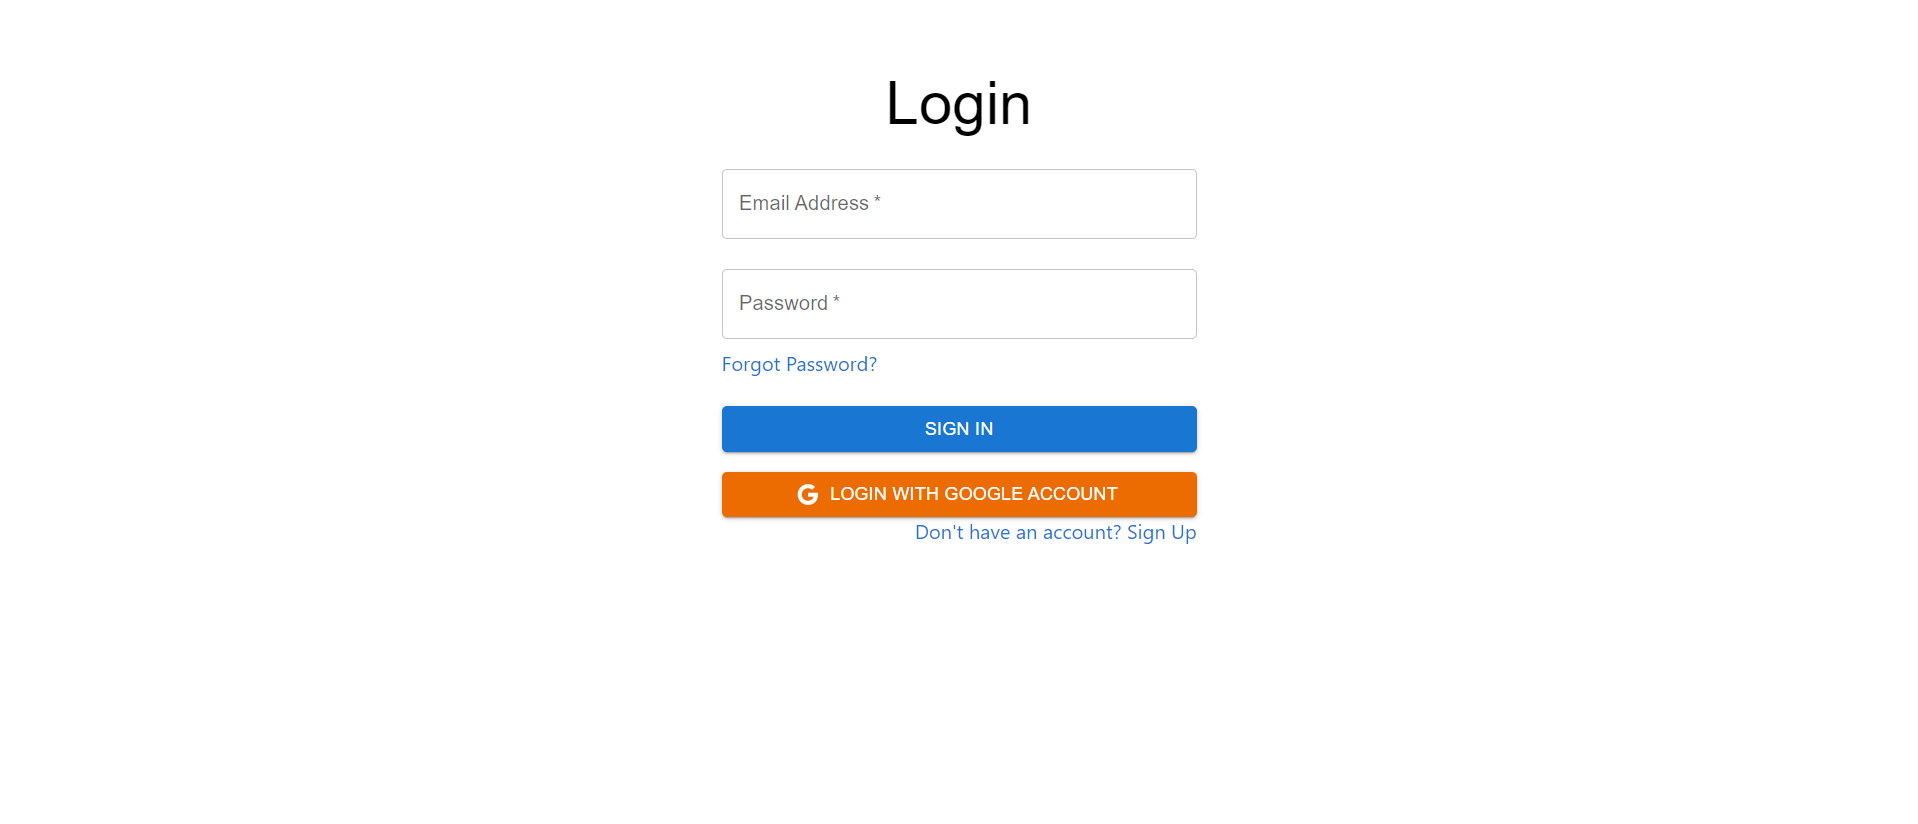 Login
Email Address *
Password *
Forgot Password?
SIGN IN
LOGIN WITH GOOGLE ACCOUNT
Don't have an account? Sign Up